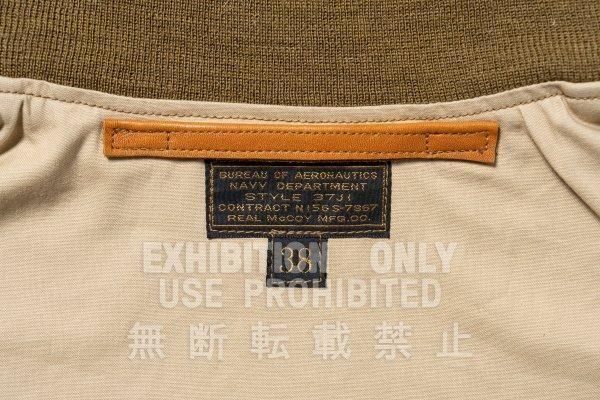 BUREAU OF AERONAUTICS
NAVY DEPARTMENT
STYLE 37J1
CONTRACT N156S-7867
REAL McCOY MFG.CO.
38
EXHIBITION ONLY
USE PROHIBITED
無断転載禁止